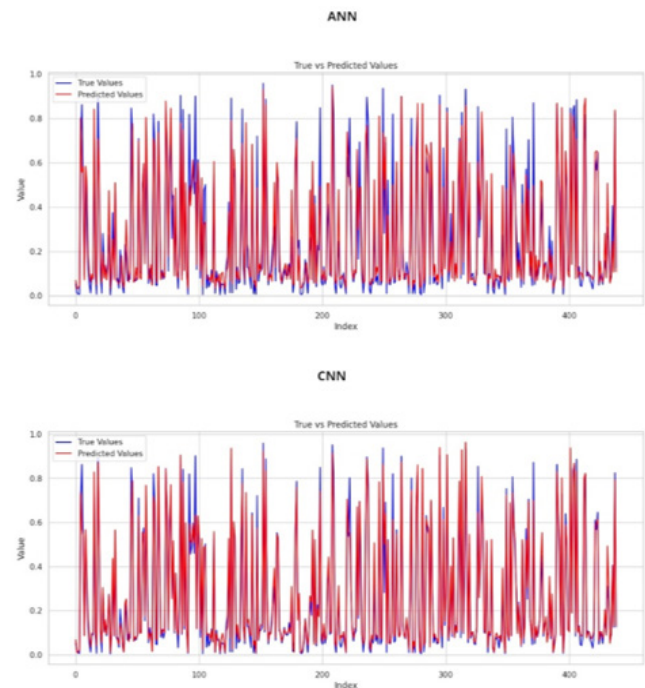 ANN
True vs Predicted Values
True Values
Predicted Values
1.0
0.8
0.6
0.4
0.2
0.0
Value
0 100 200 300 400
Index
CNN
True vs Predicted Values
True Values
Predicted Values
1.0
0.8
0.6
0.4
0.2
0.0
Value
0 100 200 300 400
Index